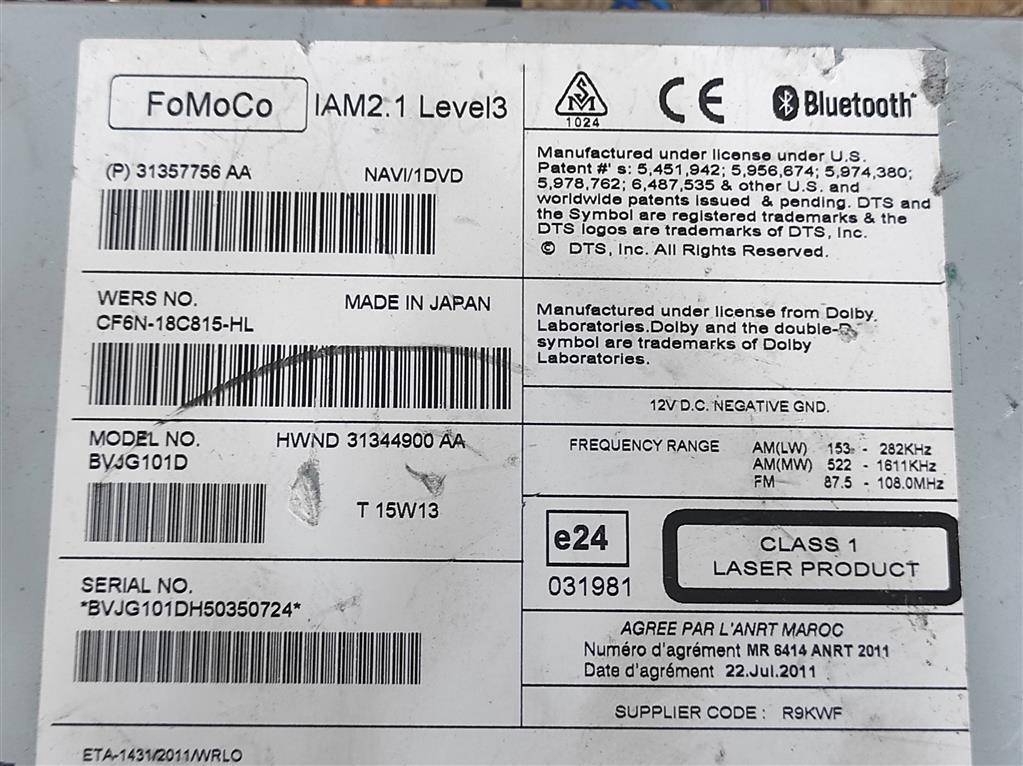 FoMoCo IAM2.1 Level3
(P) 31357756 AA NAVI/1DVD
WERS NO. MADE IN JAPAN
CF6N-18C815-HL
MODEL NO. HWND 31344900 AA
BVJG101D
T 15W13
SERIAL NO.
*BVJG101DH50350724*
ETA-1431/2011/WRLO
SM
1024
CE
Bluetooth
Manufactured under license under U.S.
Patent #' s: 5,451,942; 5,956,674; 5,974,380;
5,978,762; 6,487,535 & other U.S. and
worldwide patents issued & pending. DTS and
the Symbol are registered trademarks & the
DTS logos are trademarks of DTS, Inc.
© DTS, Inc. All Rights Reserved.
Manufactured under license from Dolby
Laboratories.Dolby and the double-D
symbol are trademarks of Dolby
Laboratories.
12V D.C. NEGATIVE GND.
FREQUENCY RANGE AM(LW) 153 - 282KHz
AM(MW) 522 - 1611KHz
FM 87.5 - 108.0MHz
e24
031981
CLASS 1
LASER PRODUCT
AGREE PAR L'ANRT MAROC
Numéro d'agrément MR 6414 ANRT 2011
Date d'agrément 22.Jul.2011
SUPPLIER CODE : R9KWF